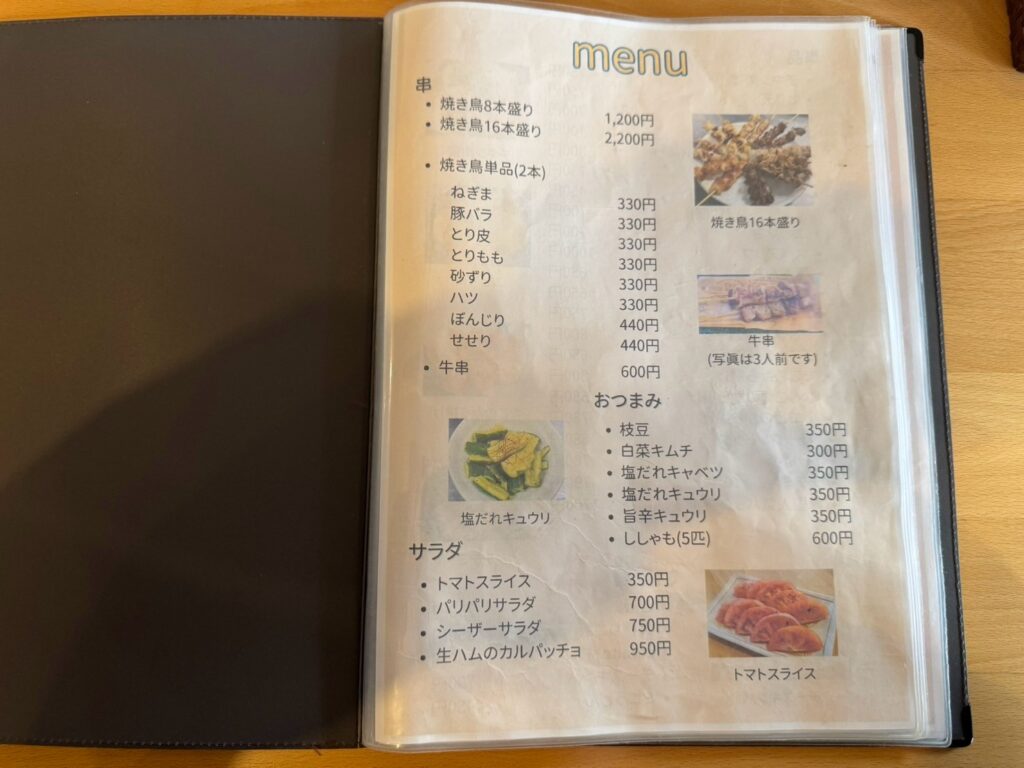 menu
串
• 焼き鳥8本盛り 1,200円
• 焼き鳥16本盛り 2,200円
• 焼き鳥単品(2本)
ねぎま 330円
豚バラ 330円
とり皮 330円
とりもも 330円
砂ずり 330円
ハツ 330円
ぼんじり 440円
せせり 440円
• 牛串 600円
焼き鳥16本盛り
牛串
(写眞は3人前です)
おつまみ
• 枝豆 350円
• 白菜キムチ 300円
• 塩だれキャベツ 350円
• 塩だれキュウリ 350円
• 旨辛キュウリ 350円
• ししゃも(5匹) 600円
塩だれキュウリ
サラダ
• トマトスライス 350円
• パリパリサラダ 700円
• シーザーサラダ 750円
• 生ハムのカルパッチョ 950円
トマトスライス